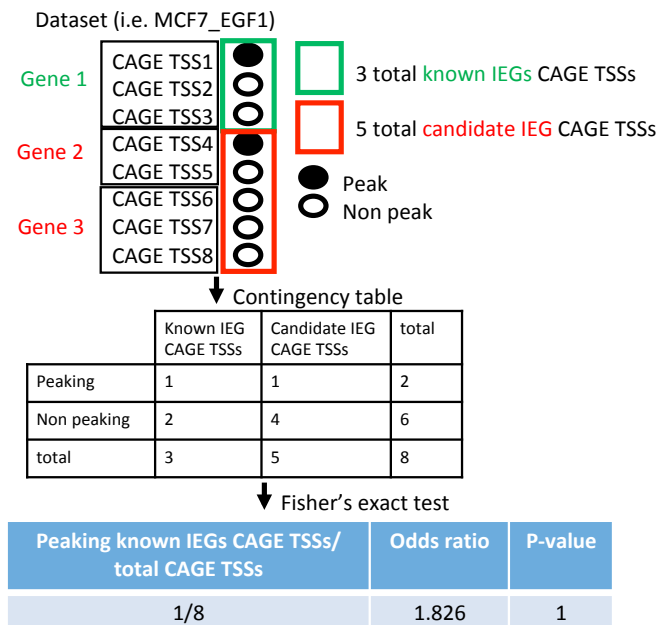 Dataset (i.e. MCF7_EGF1)
Gene 1
CAGE TSS1
CAGE TSS2
CAGE TSS3
Gene 2
CAGE TSS4
CAGE TSS5
Gene 3
CAGE TSS6
CAGE TSS7
CAGE TSS8
3 total known IEGs CAGE TSSs
5 total candidate IEG CAGE TSSs
Peak
Non peak
Contingency table
Known IEG
CAGE TSSs
Candidate IEG
CAGE TSSs
total
Peaking 1 1 2
Non peaking 2 4 6
total 3 5 8
Fisher's exact test
Peaking known IEGs CAGE TSSs/
total CAGE TSSs
Odds ratio
P-value
1/8 1.826 1